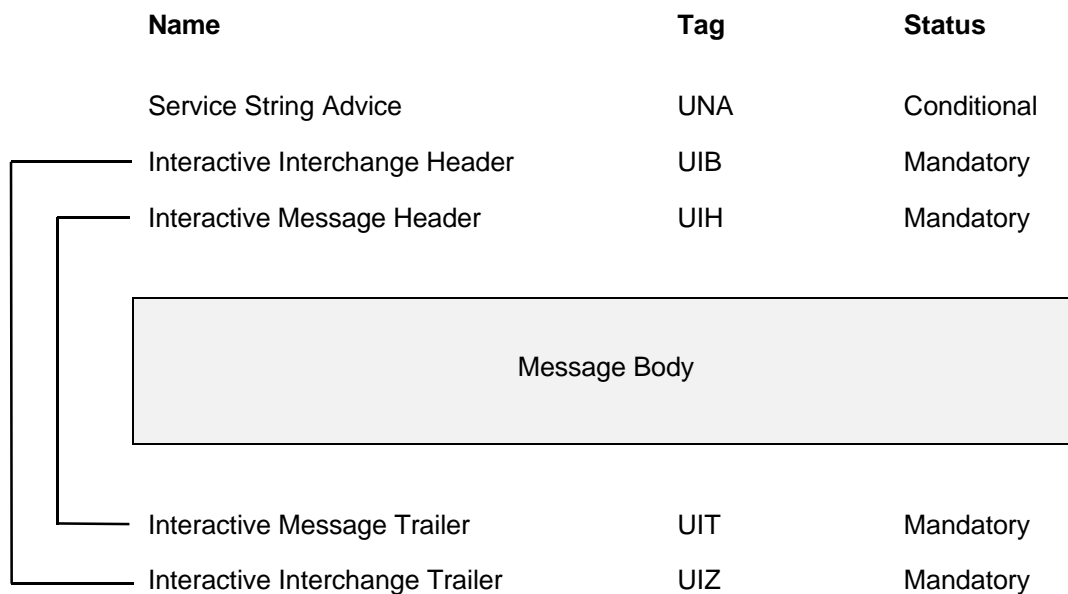 Name Tag Status
Service String Advice UNA Conditional
Interactive Interchange Header UIB Mandatory
Interactive Message Header UIH Mandatory
Message Body
Interactive Message Trailer UIT Mandatory
Interactive Interchange Trailer UIZ Mandatory